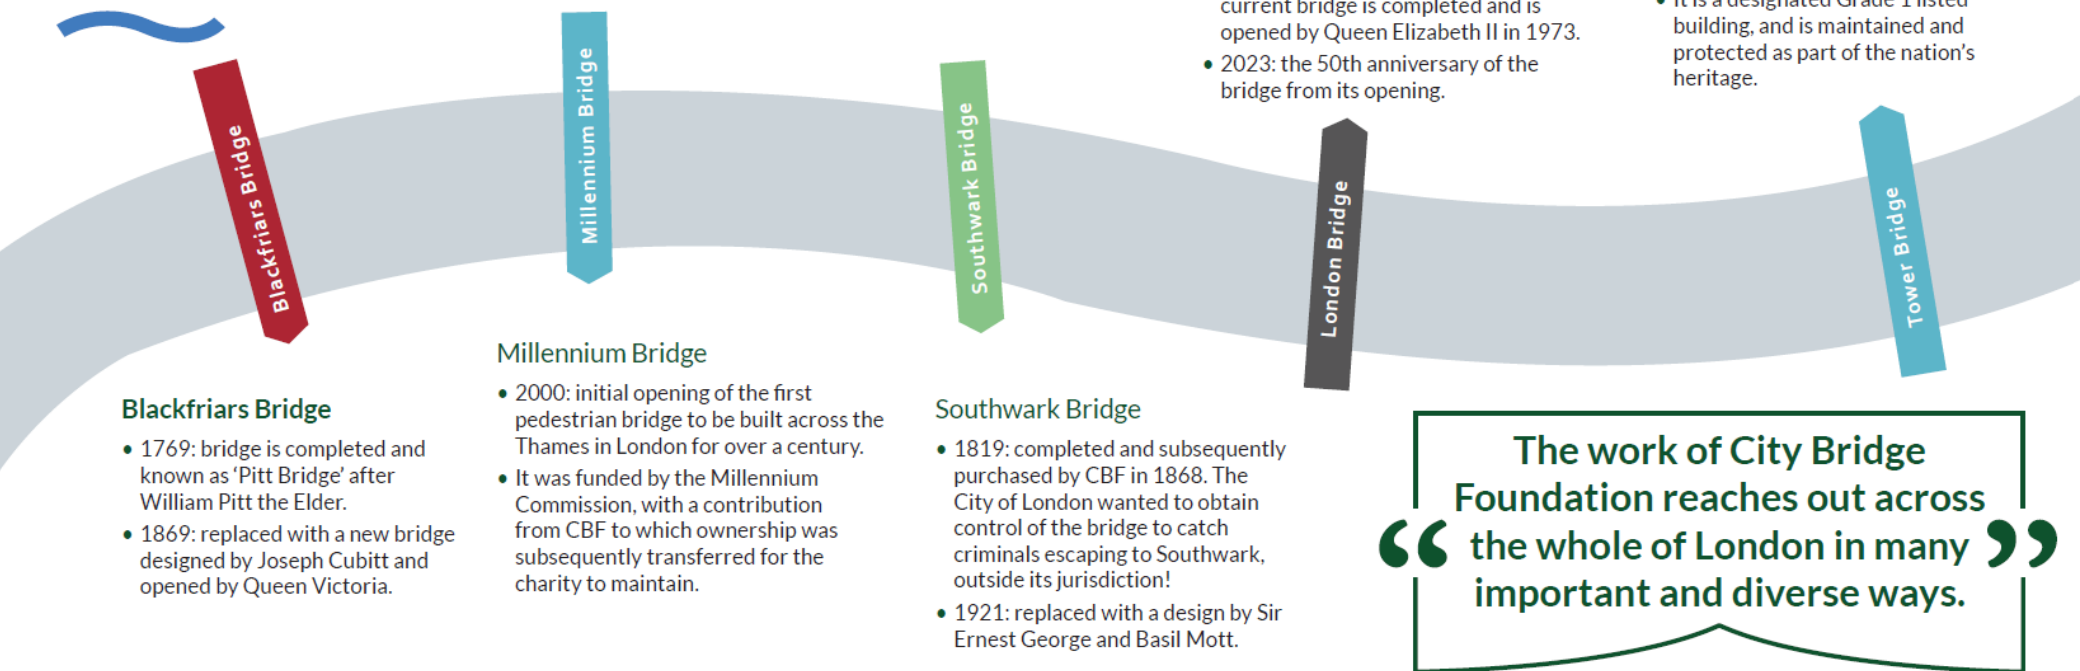 current bridge is completed and is
opened by Queen Elizabeth II in 1973.
• 2023: the 50th anniversary of the
bridge from its opening.
• It is a designated Grade 1 listed
building, and is maintained and
protected as part of the nation's
heritage.
Blackfriars Bridge
Millennium Bridge
Southwark Bridge
London Bridge
Tower Bridge
Blackfriars Bridge
• 1769: bridge is completed and
known as 'Pitt Bridge' after
William Pitt the Elder.
• 1869: replaced with a new bridge
designed by Joseph Cubitt and
opened by Queen Victoria.
Millennium Bridge
• 2000: initial opening of the first
pedestrian bridge to be built across the
Thames in London for over a century.
• It was funded by the Millennium
Commission, with a contribution
from CBF to which ownership was
subsequently transferred for the
charity to maintain.
Southwark Bridge
• 1819: completed and subsequently
purchased by CBF in 1868. The
City of London wanted to obtain
control of the bridge to catch
criminals escaping to Southwark,
outside its jurisdiction!
• 1921: replaced with a design by Sir
Ernest George and Basil Mott.
“ The work of City Bridge
Foundation reaches out across
the whole of London in many
important and diverse ways. ”